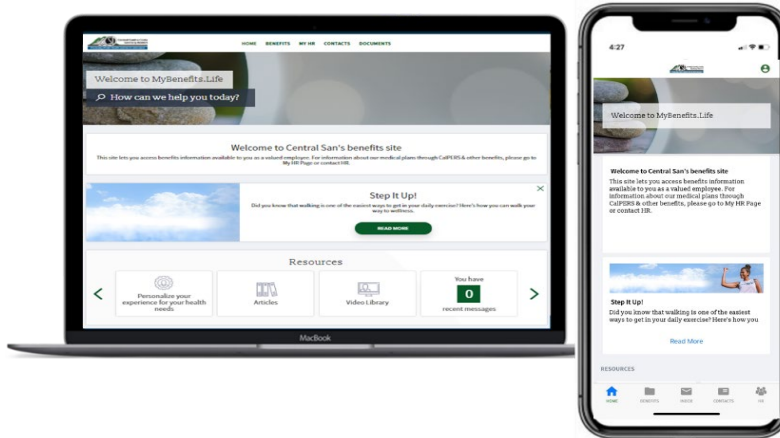 HOME BENEFITS MY HR CONTACTS DOCUMENTS
Welcome to MyBenefits.Life
How can we help you today?
Welcome to Central San's benefits site
This site lets you access benefits information available to you as a valued employee. For information about our medical plans through CalPERS & other benefits, please go to
My HR Page or contact HR.
Step It Up!
Did you know that walking is one of the easiest ways to get in your daily exercise? Here's how you can walk your
way to wellness.
READ MORE
Resources
Personalize your
experience for your health
needs
Articles
Video Library
You have
0
recent messages
MacBook
4:27
Welcome to MyBenefits.Life
Welcome to Central San's benefits site
This site lets you access benefits information
available to you as a valued employee. For
information about our medical plans through
CalPERS & other benefits, please go to My HR Page
or contact HR.
Step It Up!
Did you know that walking is one of the easiest
ways to get in your daily exercise? Here's how you
Read More
RESOURCES
HOME BENEFITS INBOX CONTACTS HR